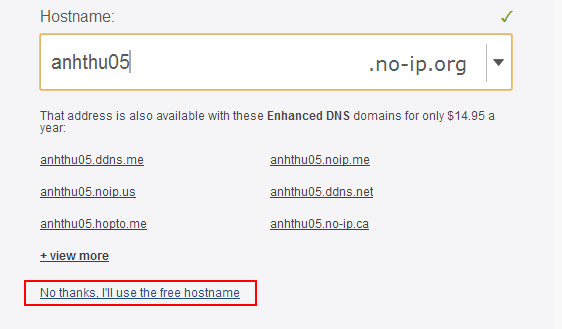 Hostname: ✓
anhthu05 .no-ip.org
That address is also available with these Enhanced DNS domains for only $14.95 a
year:
anhthu05.ddns.me anhthu05.noip.me
anhthu05.noip.us anhthu05.ddns.net
anhthu05.hopto.me anhthu05.no-ip.ca
+ view more
No thanks, I'll use the free hostname